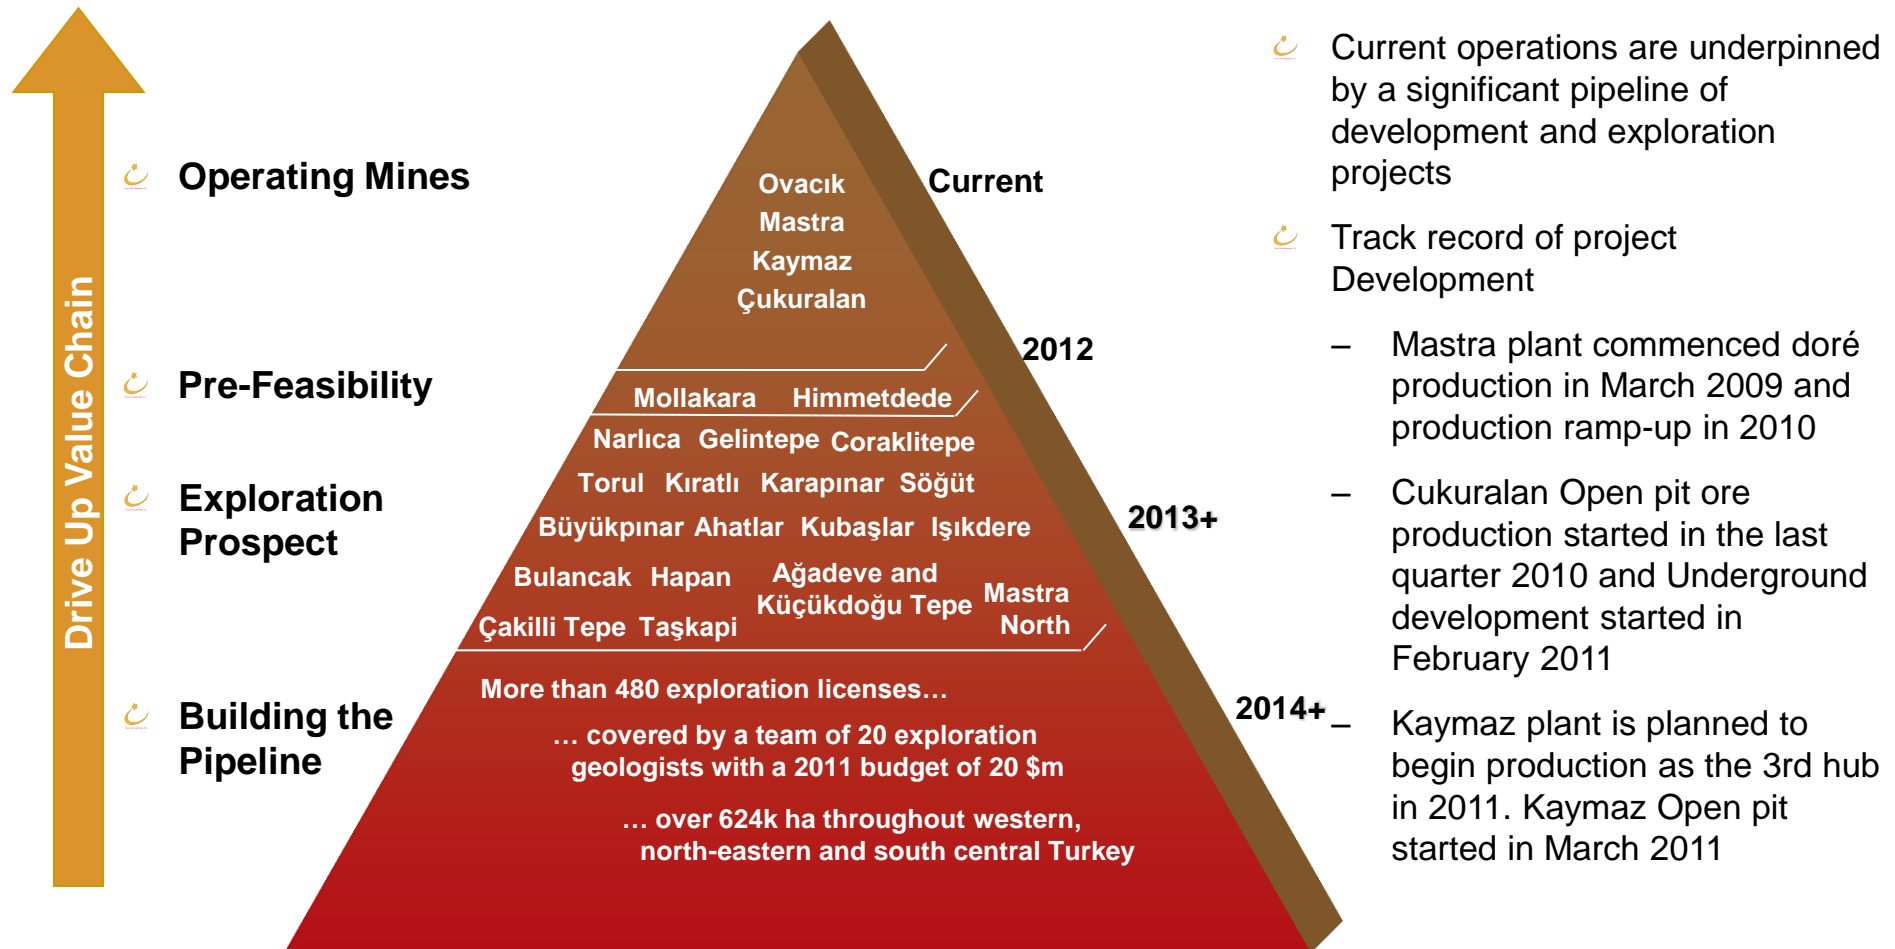 Drive Up Value Chain
Operating Mines
Pre-Feasibility
Exploration
Prospect
Building the
Pipeline
Ovacık
Mastra
Kaymaz
Çukuralan
Mollakara Himmetdede
Narlıca Gelintepe Coraklitepe
Torul Kıratlı Karapınar Söğüt
Büyükpınar Ahatlar Kubaşlar Işıkdere
Bulancak Hapan
Ağadeve and
Küçükdoğu Tepe
Mastra
North
Çakilli Tepe Taşkapi
More than 480 exploration licenses…
… covered by a team of 20 exploration
geologists with a 2011 budget of 20 $m
… over 624k ha throughout western,
north-eastern and south central Turkey
Current
2012
2013+
2014+
Current operations are underpinned
by a significant pipeline of
development and exploration
projects
Track record of project
Development
– Mastra plant commenced doré
production in March 2009 and
production ramp-up in 2010
– Cukuralan Open pit ore
production started in the last
quarter 2010 and Underground
development started in
February 2011
– Kaymaz plant is planned to
begin production as the 3rd hub
in 2011. Kaymaz Open pit
started in March 2011